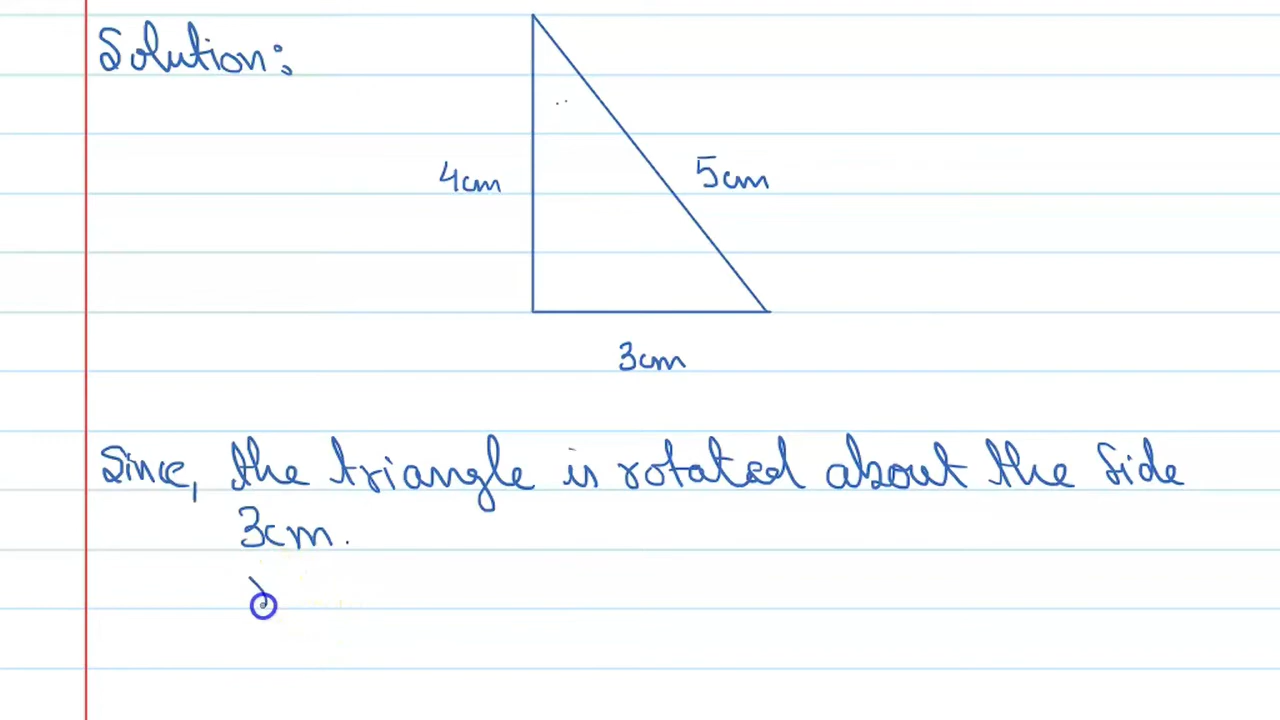 Solution:
4cm
5cm
3cm
Since, the triangle is rotated about the side
3cm.